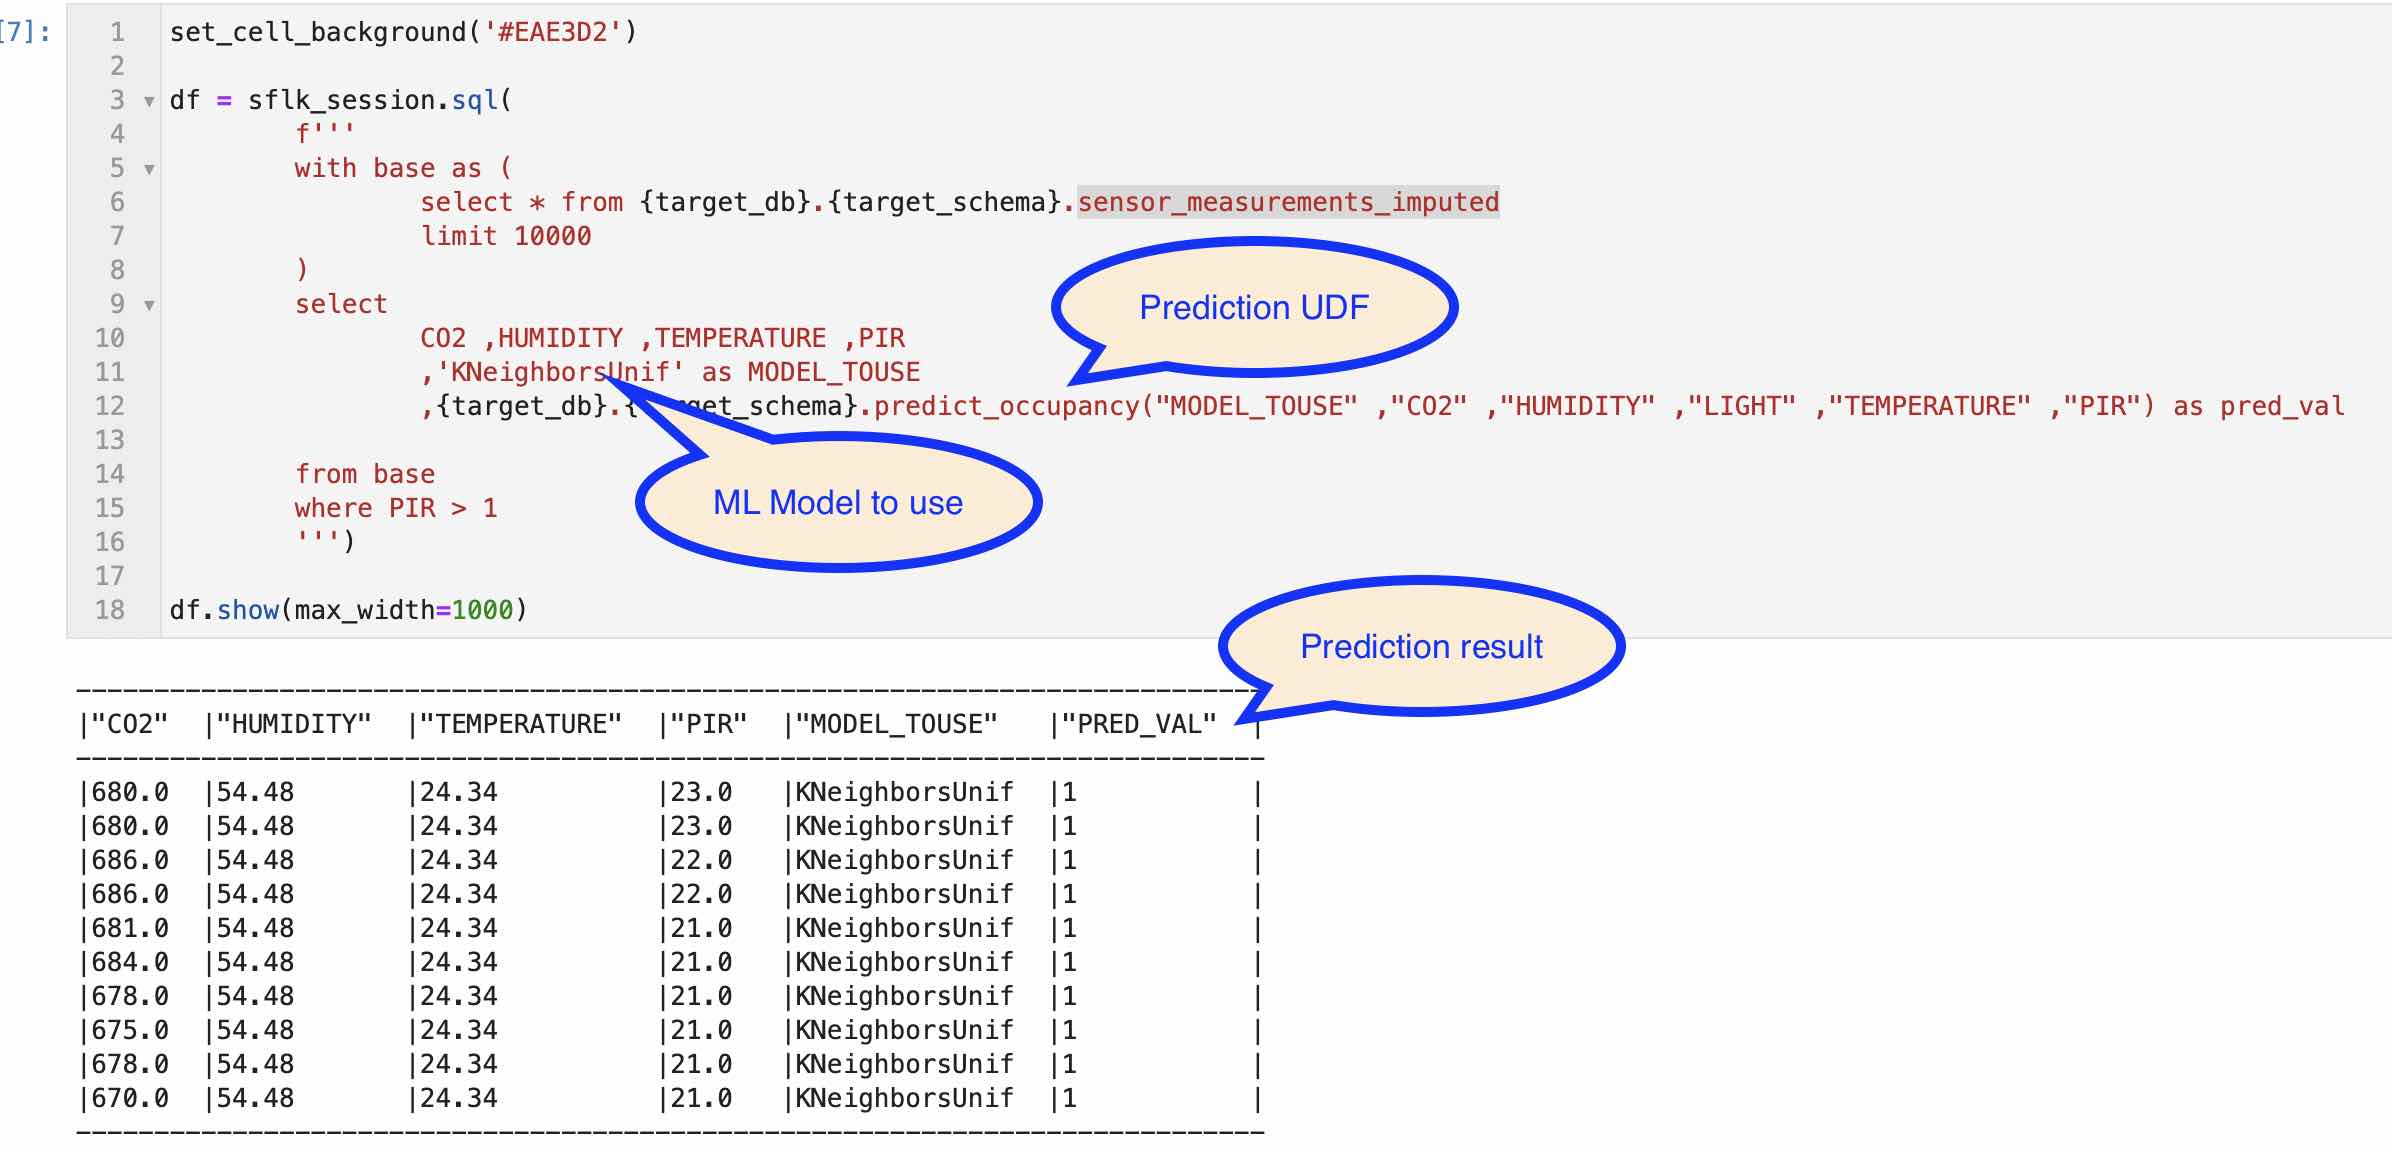 [7]:
1 set_cell_background('#EAE3D2')
2
3 df = sflk_session.sql(
4 f'''
5 with base as (
6 select * from {target_db}.{target_schema}.sensor_measurements_imputed
7 limit 10000
8 )
9 select
Prediction UDF
10 CO2 ,HUMIDITY ,TEMPERATURE ,PIR
11 ,'KNeighborsUnif' as MODEL_TOUSE
12 ,{target_db}.{target_schema}.predict_occupancy("MODEL_TOUSE" ,"CO2" ,"HUMIDITY" ,"LIGHT" ,"TEMPERATURE" ,"PIR") as pred_val
13
14 from base
ML Model to use
15 where PIR > 1
16 ''')
17
18 df.show(max_width=1000)
Prediction result
|"CO2" |"HUMIDITY" |"TEMPERATURE" |"PIR" |"MODEL_TOUSE" |"PRED_VAL" |
|680.0 |54.48 |24.34 |23.0 |KNeighborsUnif |1 |
|680.0 |54.48 |24.34 |23.0 |KNeighborsUnif |1 |
|686.0 |54.48 |24.34 |22.0 |KNeighborsUnif |1 |
|686.0 |54.48 |24.34 |22.0 |KNeighborsUnif |1 |
|681.0 |54.48 |24.34 |21.0 |KNeighborsUnif |1 |
|684.0 |54.48 |24.34 |21.0 |KNeighborsUnif |1 |
|678.0 |54.48 |24.34 |21.0 |KNeighborsUnif |1 |
|675.0 |54.48 |24.34 |21.0 |KNeighborsUnif |1 |
|678.0 |54.48 |24.34 |21.0 |KNeighborsUnif |1 |
|670.0 |54.48 |24.34 |21.0 |KNeighborsUnif |1 |